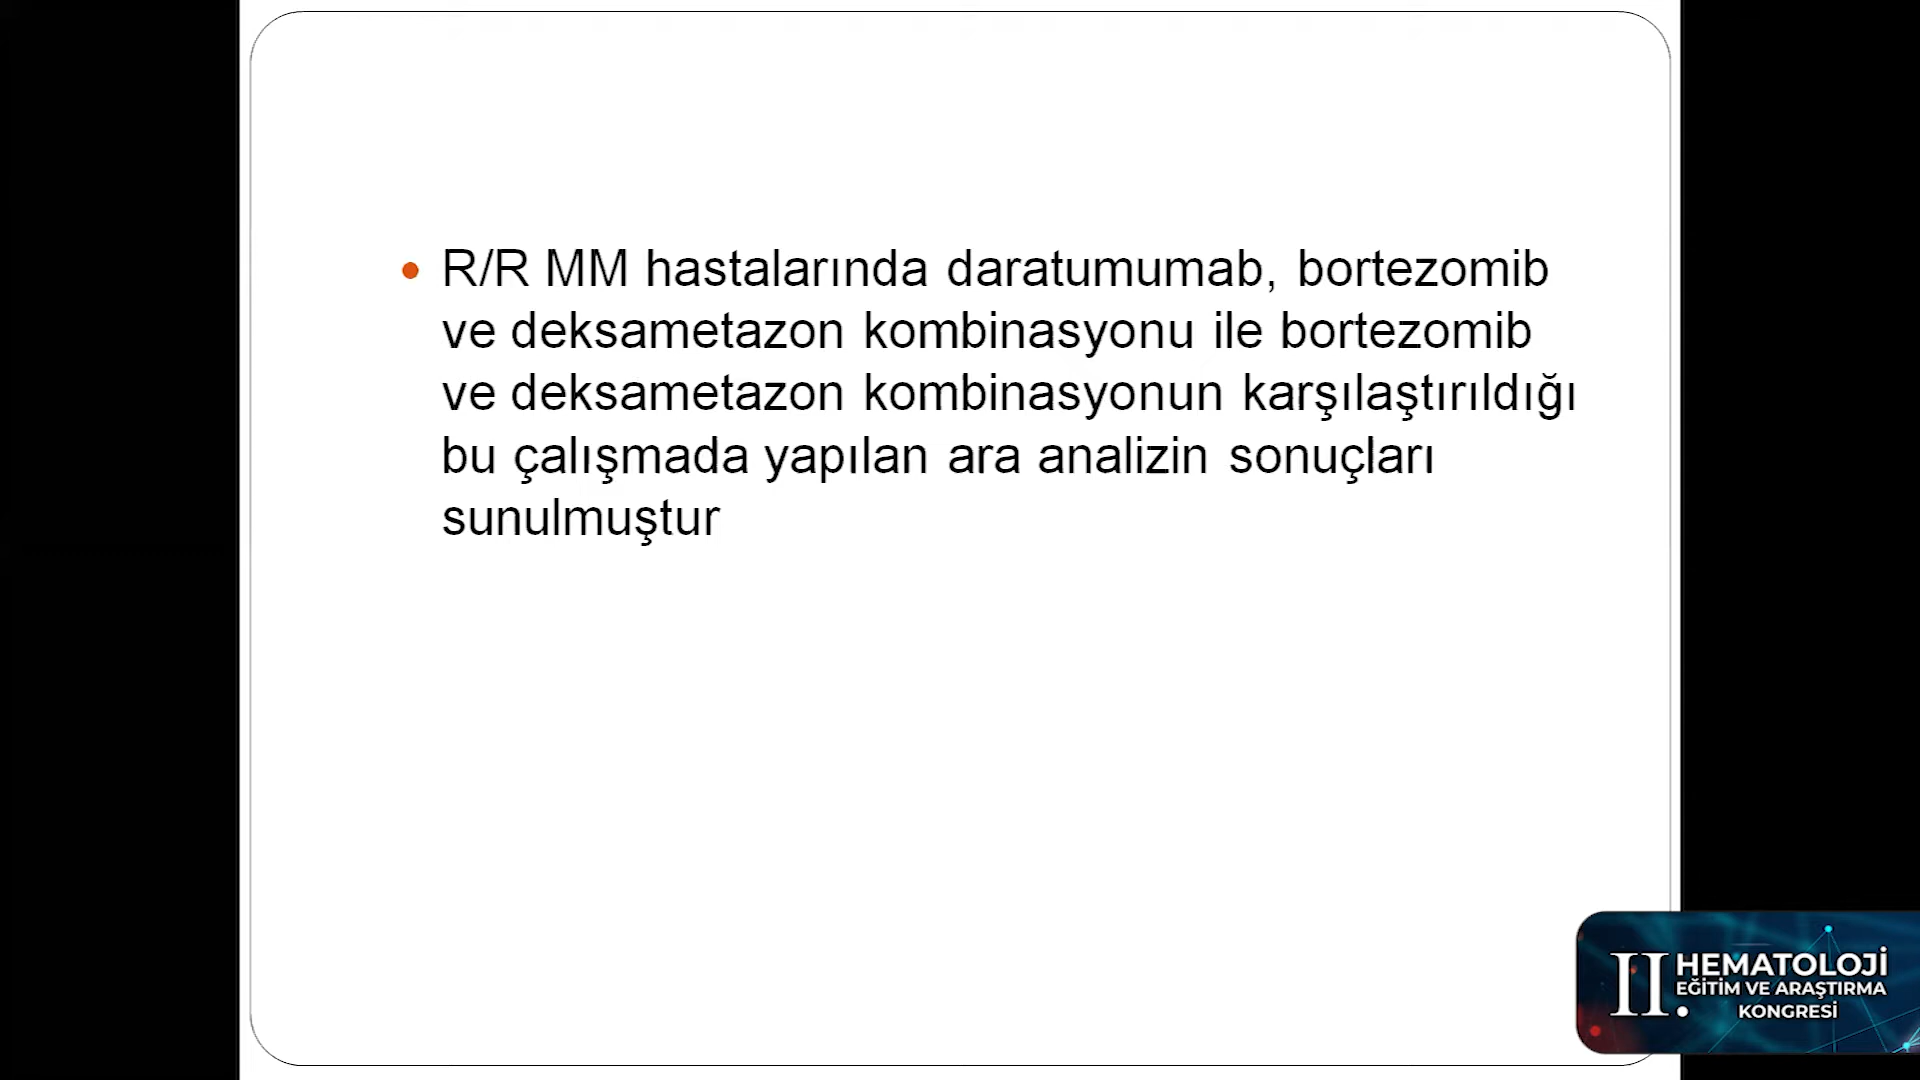 • R/R MM hastalarında daratumumab, bortezomib
ve deksametazon kombinasyonu ile bortezomib
ve deksametazon kombinasyonun karşılaştırıldığı
bu çalışmada yapılan ara analizin sonuçları
sunulmuştur
II. HEMATOLOJİ
EĞİTİM VE ARAŞTIRMA
KONGRESİ